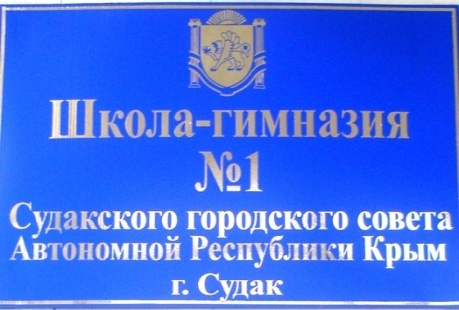 Школа-гимназия
№1
Судакского городского совета
Автономной Республики Крым
г. Судак